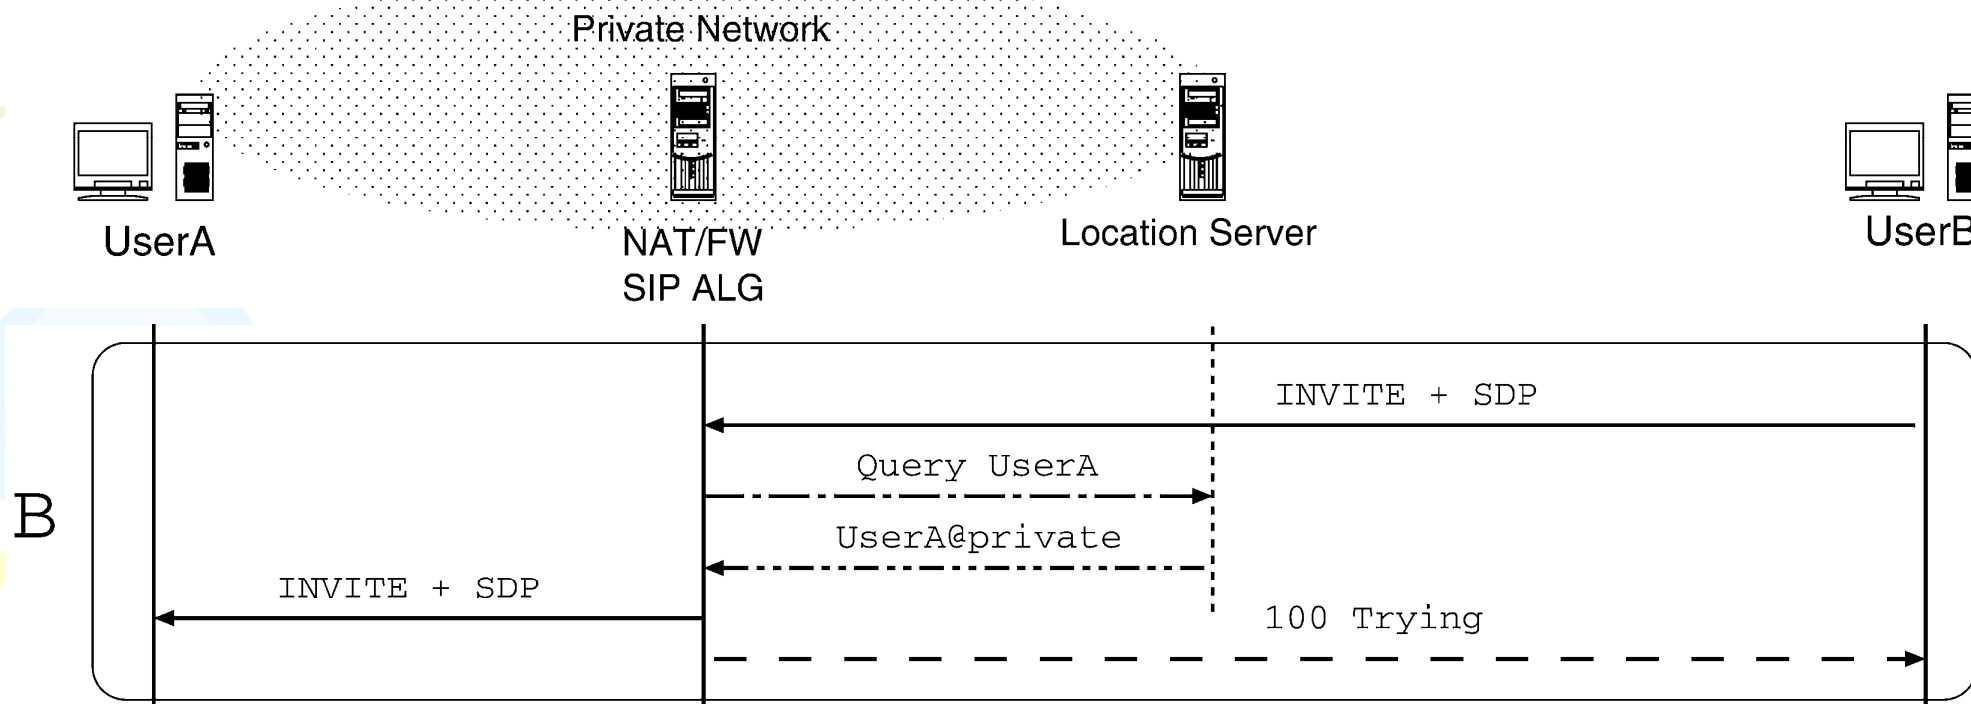 Private Network
UserA
NAT/FW
SIP ALG
Location Server
UserB
INVITE + SDP
Query UserA
B
UserA@private
INVITE + SDP
100 Trying